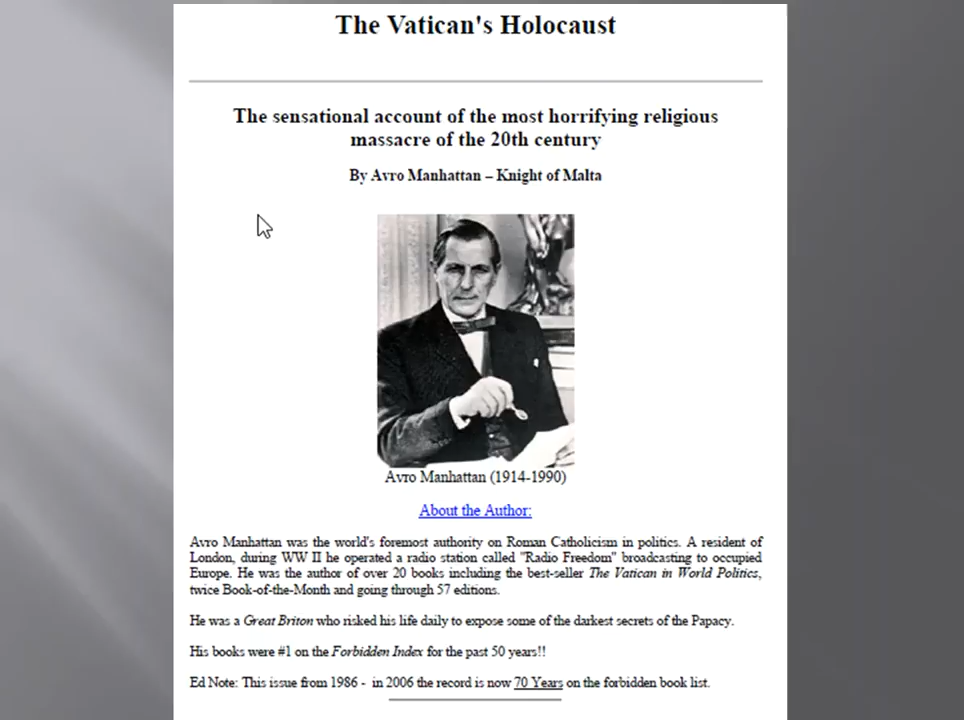 The Vatican's Holocaust
The sensational account of the most horrifying religious
massacre of the 20th century
By Avro Manhattan – Knight of Malta
Avro Manhattan (1914-1990)
About the Author:
Avro Manhattan was the world's foremost authority on Roman Catholicism in politics. A resident of
London, during WW II he operated a radio station called "Radio Freedom" broadcasting to occupied
Europe. He was the author of over 20 books including the best-seller The Vatican in World Politics,
twice Book-of-the-Month and going through 57 editions.
He was a Great Briton who risked his life daily to expose some of the darkest secrets of the Papacy.
His books were #1 on the Forbidden Index for the past 50 years!!
Ed Note: This issue from 1986 - in 2006 the record is now 70 Years on the forbidden book list.